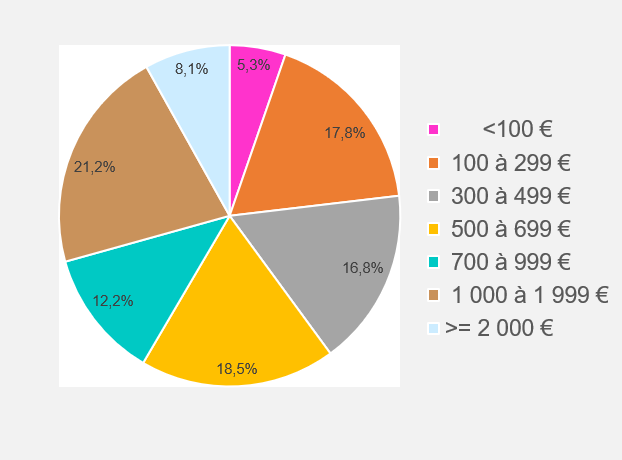 8,1%
5,3%
17,8%
21,2%
16,8%
12,2%
18,5%
<100 €
100 à 299 €
300 à 499 €
500 à 699 €
700 à 999 €
1 000 à 1 999 €
>= 2 000 €